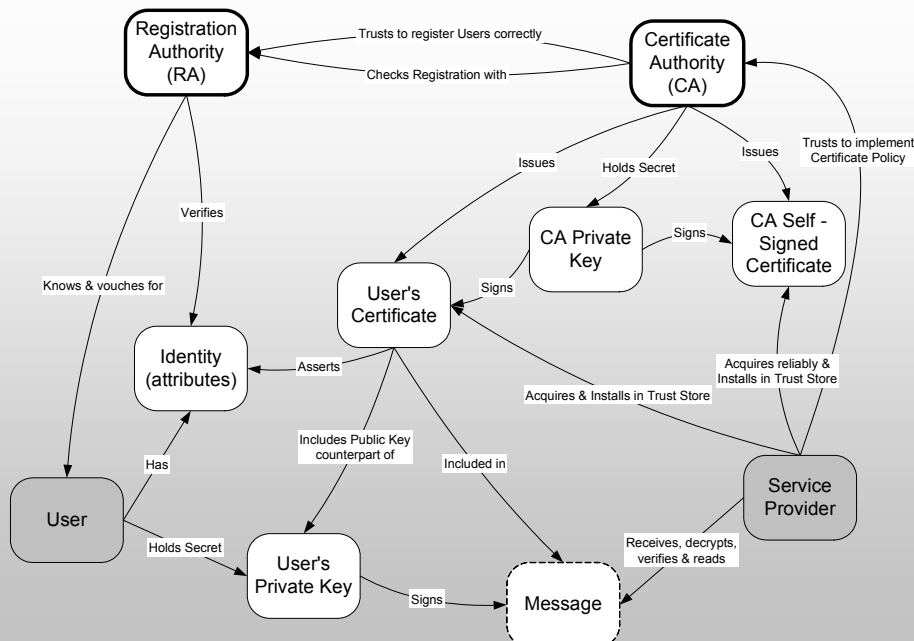 Registration
Authority
(RA)
Trusts to register Users correctly
Checks Registration with
Certificate
Authority
(CA)
Issues
Holds Secret
Issues
Trusts to implement
Certificate Policy
Verifies
CA Private
Key
Signs
CA Self -
Signed
Certificate
Knows & vouches for
User's
Certificate
Signs
Identity
(attributes)
Asserts
Acquires & Installs in Trust Store
Acquires reliably &
Installs in Trust Store
Includes Public Key
counterpart of
Included in
Has
User
Holds Secret
User's
Private Key
Signs
Message
Service
Provider
Receives, decrypts,
verifies & reads